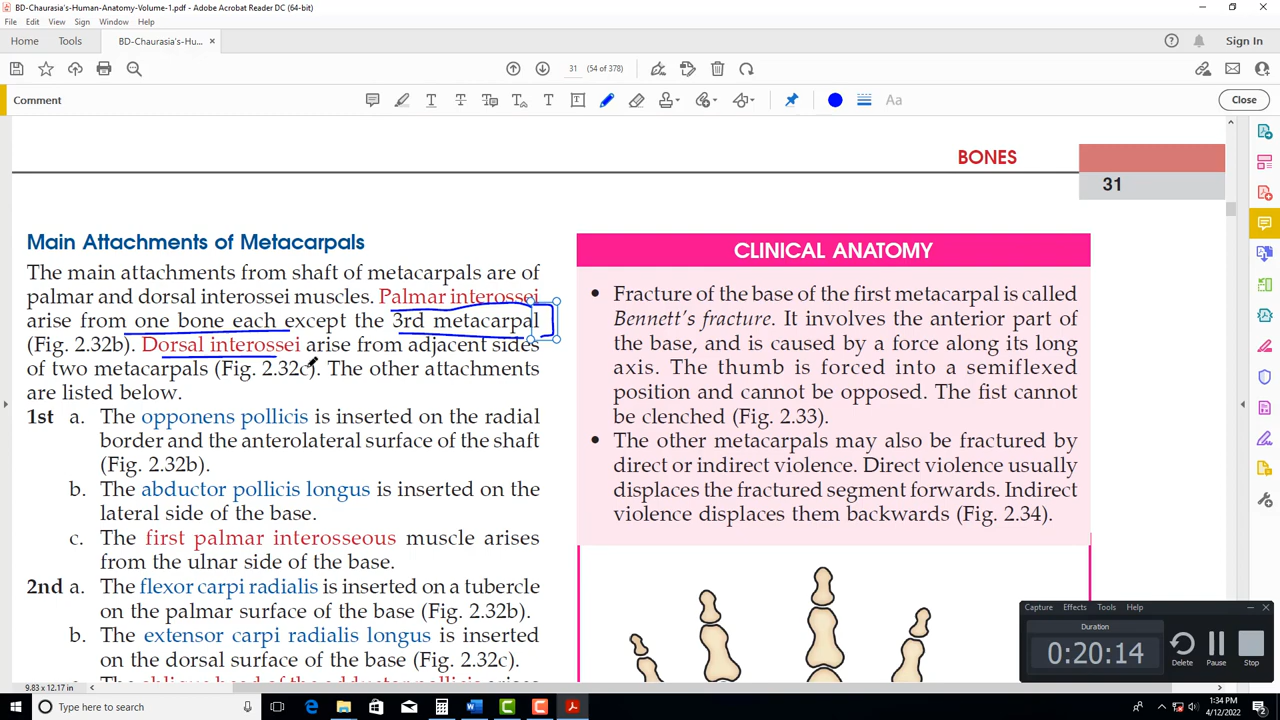 BD-Chaurasia's-Human-Anatomy-Volume-1.pdf - Adobe Acrobat Reader DC (64-bit)
File Edit View Sign Window Help
Home Tools BD-Chaurasia's-Hu... × Sign In
31 (54 of 378)
Comment Aa Close
BONES
31
Main Attachments of Metacarpals
The main attachments from shaft of metacarpals are of
palmar and dorsal interossei muscles. Palmar interossei
arise from one bone each except the 3rd metacarpal
(Fig. 2.32b). Dorsal interossei arise from adjacent sides
of two metacarpals (Fig. 2.32c). The other attachments
are listed below.
1st a. The opponens pollicis is inserted on the radial
border and the anterolateral surface of the shaft
(Fig. 2.32b).
b. The abductor pollicis longus is inserted on the
lateral side of the base.
c. The first palmar interosseous muscle arises
from the ulnar side of the base.
2nd a. The flexor carpi radialis is inserted on a tubercle
on the palmar surface of the base (Fig. 2.32b).
b. The extensor carpi radialis longus is inserted
on the dorsal surface of the base (Fig. 2.32c).
CLINICAL ANATOMY
• Fracture of the base of the first metacarpal is called
Bennett's fracture. It involves the anterior part of
the base, and is caused by a force along its long
axis. The thumb is forced into a semiflexed
position and cannot be opposed. The fist cannot
be clenched (Fig. 2.33).
• The other metacarpals may also be fractured by
direct or indirect violence. Direct violence usually
displaces the fractured segment forwards. Indirect
violence displaces them backwards (Fig. 2.34).
Capture Effects Tools Help
Duration
0:20:14
Delete Pause Stop
9.83 x 12.17 in
Type here to search
1:34 PM
4/12/2022
2